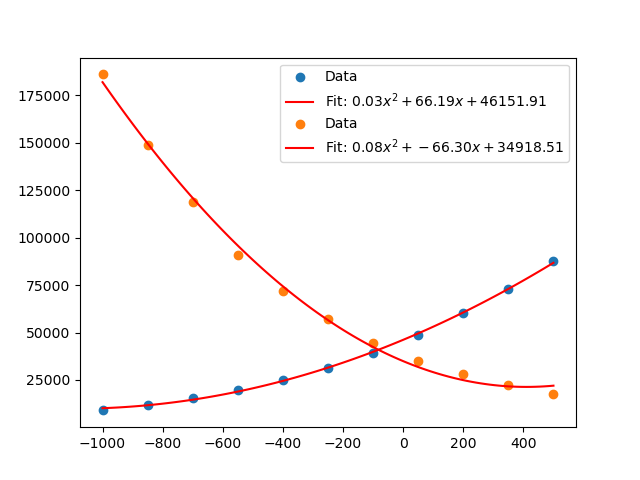 175000
150000
125000
100000
75000
50000
25000
−1000 −800 −600 −400 −200 0 200 400
Data
Fit: 0.03x² + 66.19x + 46151.91
Data
Fit: 0.08x² + −66.30x + 34918.51